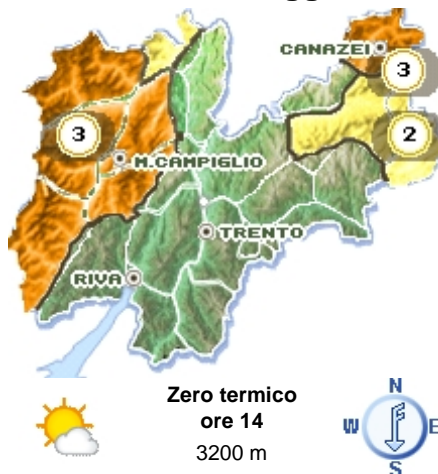 CANAZEI
3
3
2
M.CAMPIGLIO
TRENTO
RIVA
Zero termico
ore 14
3200 m
N
W E
S